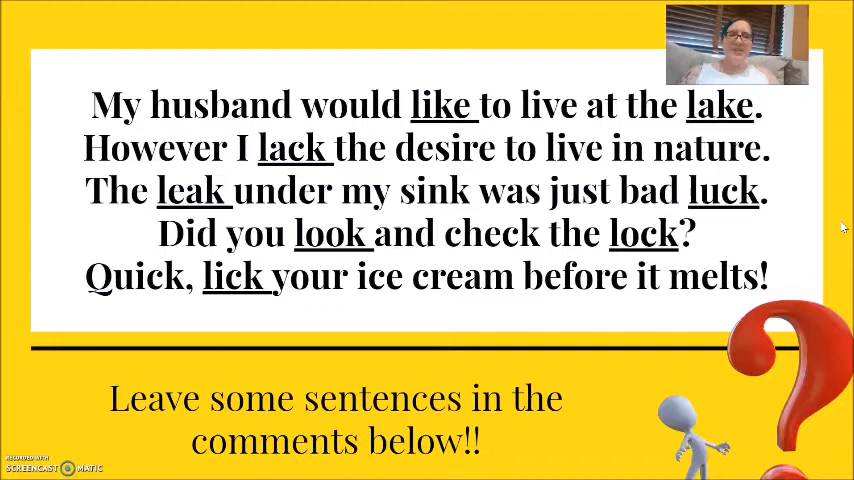 My husband would like to live at the lake.
However I lack the desire to live in nature.
The leak under my sink was just bad luck.
Did you look and check the lock?
Quick, lick your ice cream before it melts!
Leave some sentences in the
comments below!!
RECORDED WITH
SCREENCAST MATIC